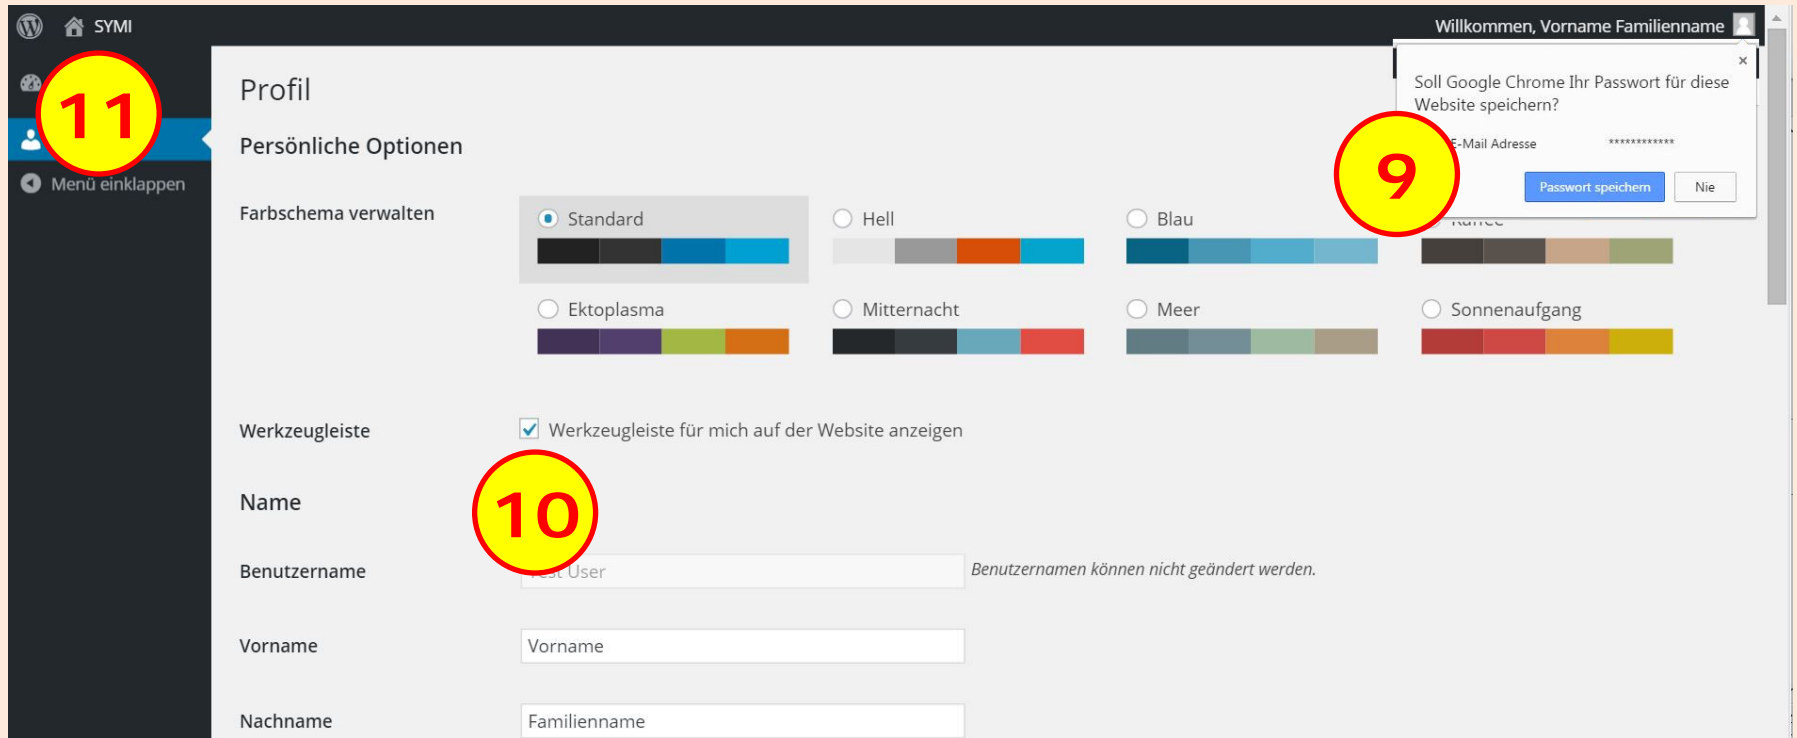 SYMI
Willkommen, Vorname Familienname
Soll Google Chrome Ihr Passwort für diese
Website speichern?
E-Mail Adresse ************
Passwort speichern Nie
11
9
10
Menü einklappen
Profil
Persönliche Optionen
Farbschema verwalten
Standard Hell Blau Kaffee
Ektoplasma Mitternacht Meer Sonnenaufgang
Werkzeugleiste Werkzeugleiste für mich auf der Website anzeigen
Name
Benutzername Test User Benutzernamen können nicht geändert werden.
Vorname Vorname
Nachname Familienname